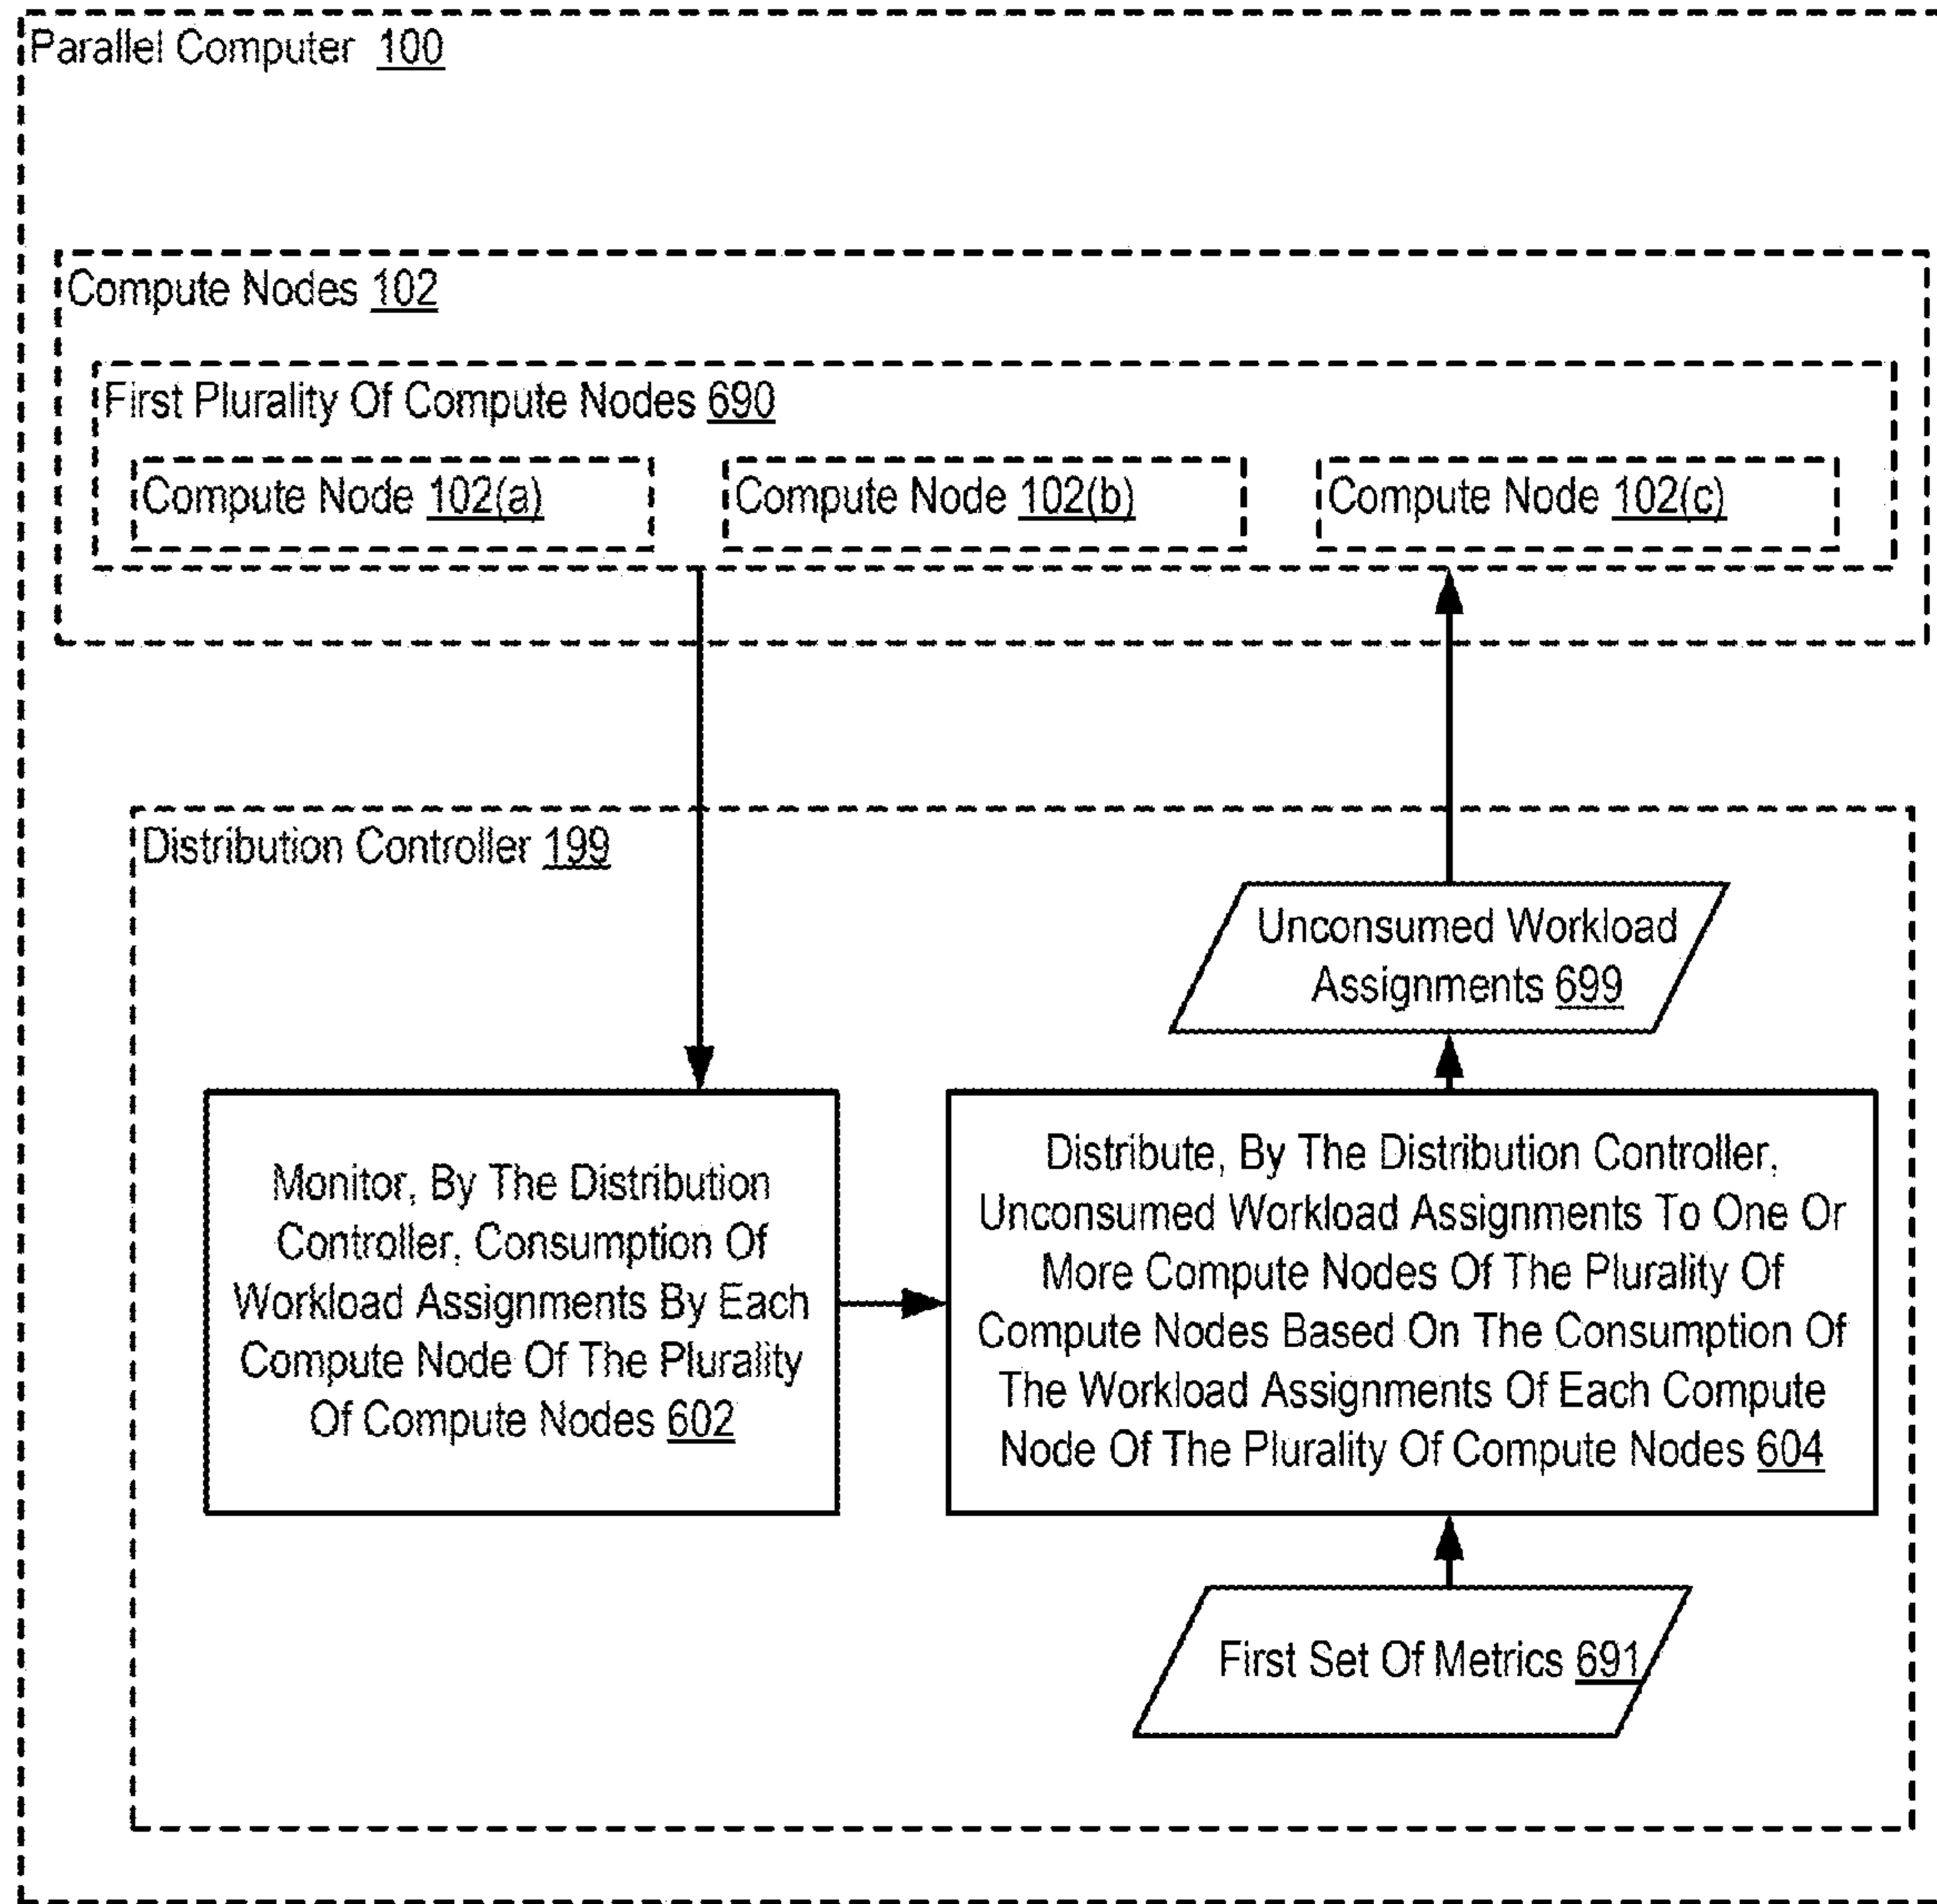 Parallel Computer 100
Compute Nodes 102
First Plurality Of Compute Nodes 690
Compute Node 102(a)
Compute Node 102(b)
Compute Node 102(c)
Distribution Controller 199
Unconsumed Workload
Assignments 699
Monitor, By The Distribution
Controller, Consumption Of
Workload Assignments By Each
Compute Node Of The Plurality
Of Compute Nodes 602
Distribute, By The Distribution Controller,
Unconsumed Workload Assignments To One Or
More Compute Nodes Of The Plurality Of
Compute Nodes Based On The Consumption Of
The Workload Assignments Of Each Compute
Node Of The Plurality Of Compute Nodes 604
First Set Of Metrics 691